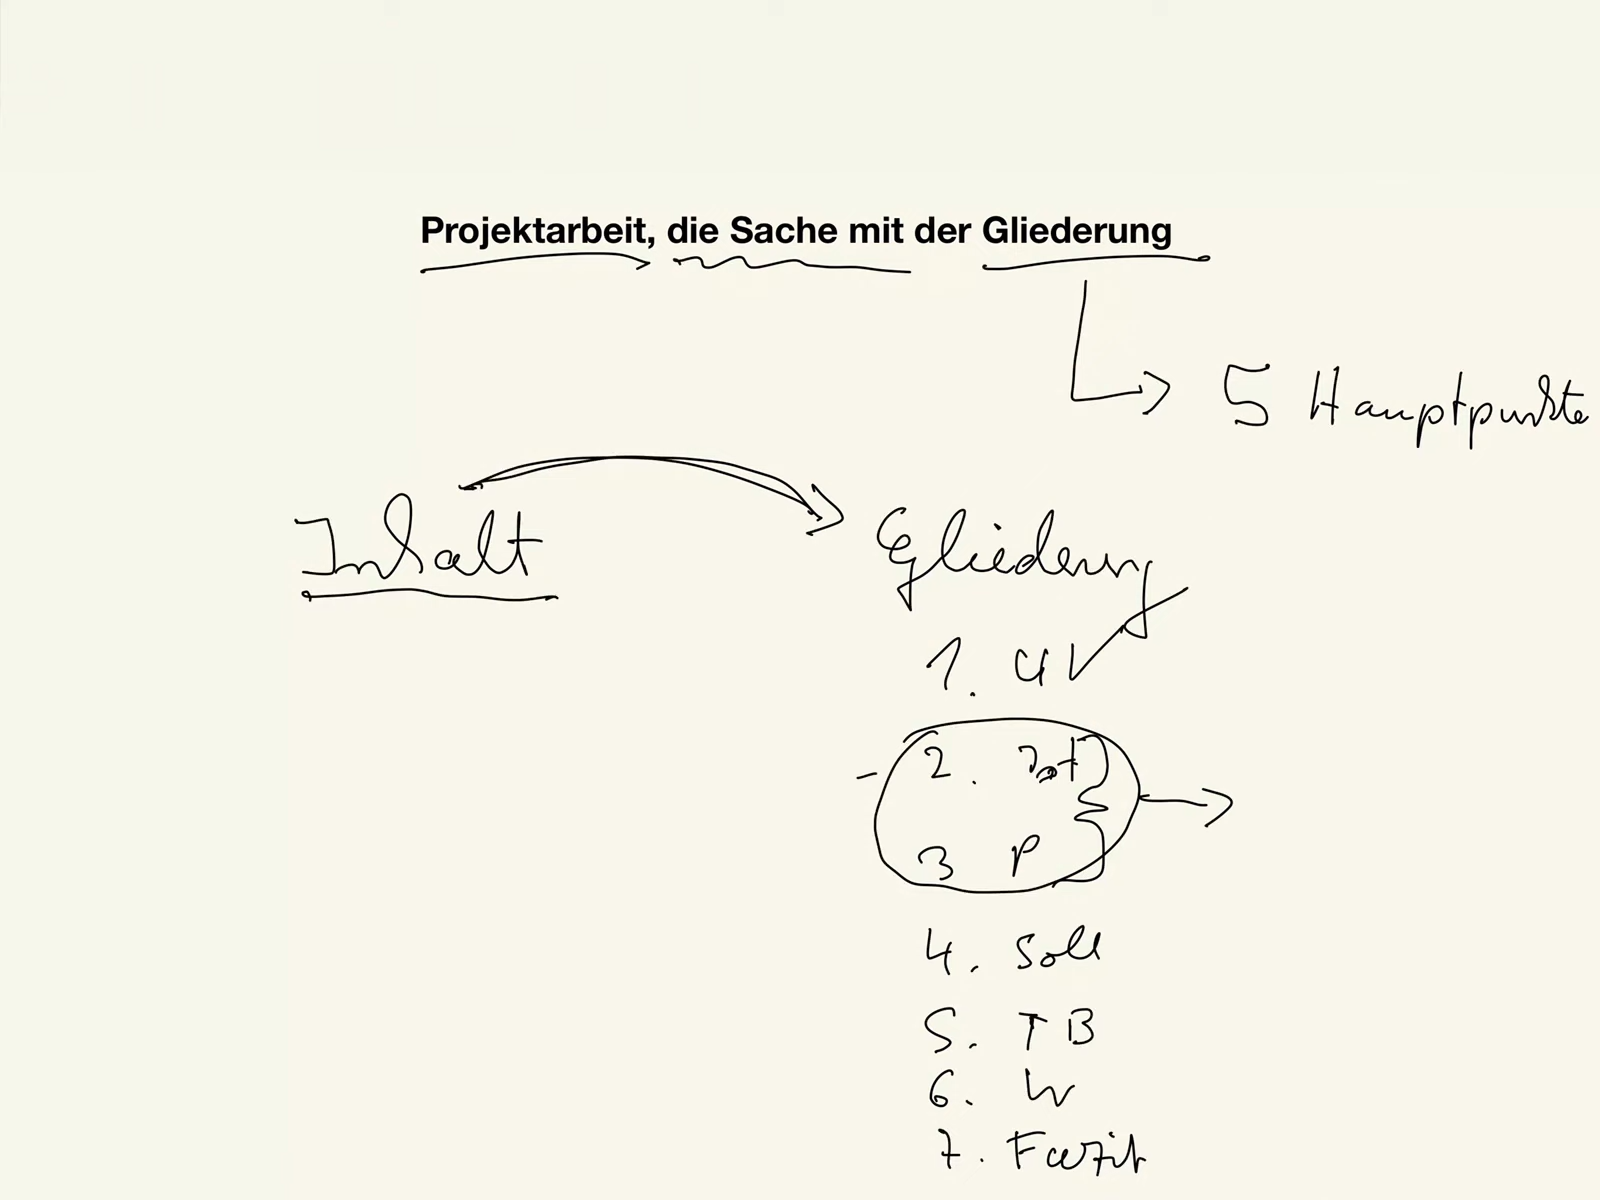 Projektarbeit, die Sache mit der Gliederung
5 Hauptpunkte
Inhalt
Gliederung
1. UV
2.
3 P
4. Soll
5. TB
6. W
7. Fazit